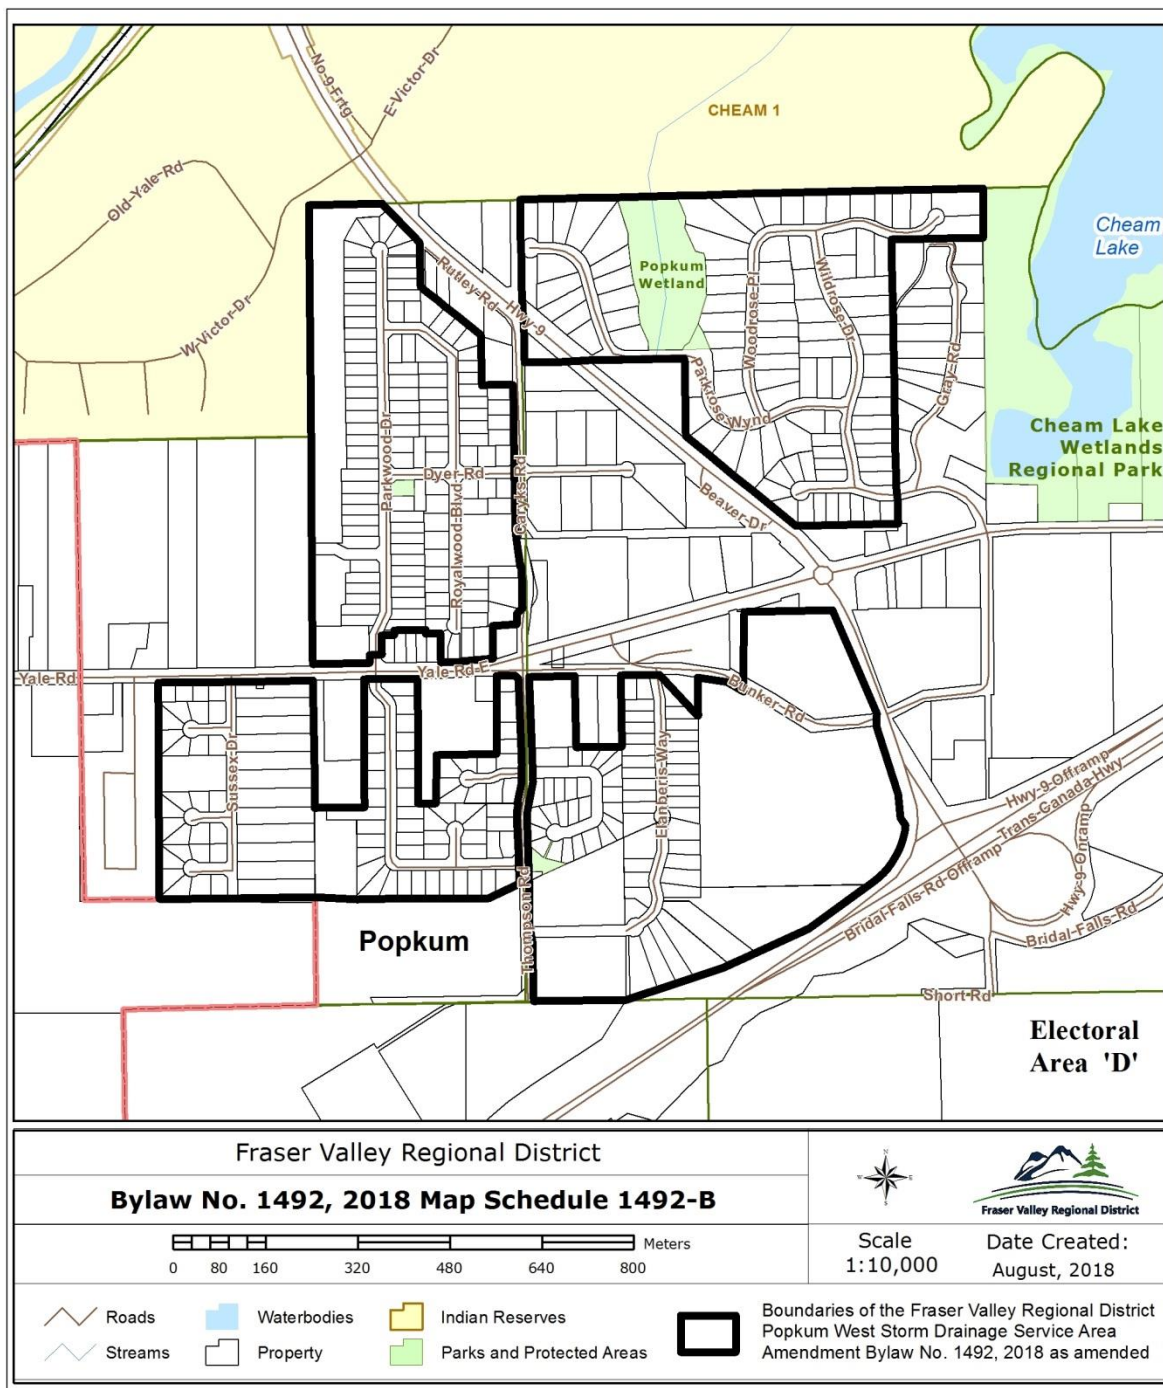 No-9-Frtg
E-Victor-Dr
CHEAM 1
Old-Yale-Rd
Cheam
Lake
Popkum
Wetland
Rutley-Rd
Hwy-9
W-Victor-Dr
Woodrose-Pl
Wildrose-Dr
Gray-Rd
Parkrose-Wynd
Parkwood-Dr
Cheam Lake
Wetlands
Regional Park
Dyer-Rd
Caryks-Rd
Beaver-Dr
Royalwood-Blvd
Yale-Rd-E
Yale-Rd
Bunker-Rd
Sussex-Dr
Elanberis-Way
Hwy-9-Offramp
Trans-Canada-Hwy
Hwy-9-Onramp
Thompson-Rd
Bridal-Falls-Rd-Offramp
Bridal-Falls-Rd
Popkum
Short-Rd
Electoral
Area 'D'
Fraser Valley Regional District
Bylaw No. 1492, 2018 Map Schedule 1492-B
Meters
0 80 160 320 480 640 800
N
W E
S
Fraser Valley Regional District
Scale
1:10,000
Date Created:
August, 2018
Roads
Waterbodies
Indian Reserves
Streams
Property
Parks and Protected Areas
Boundaries of the Fraser Valley Regional District
Popkum West Storm Drainage Service Area
Amendment Bylaw No. 1492, 2018 as amended